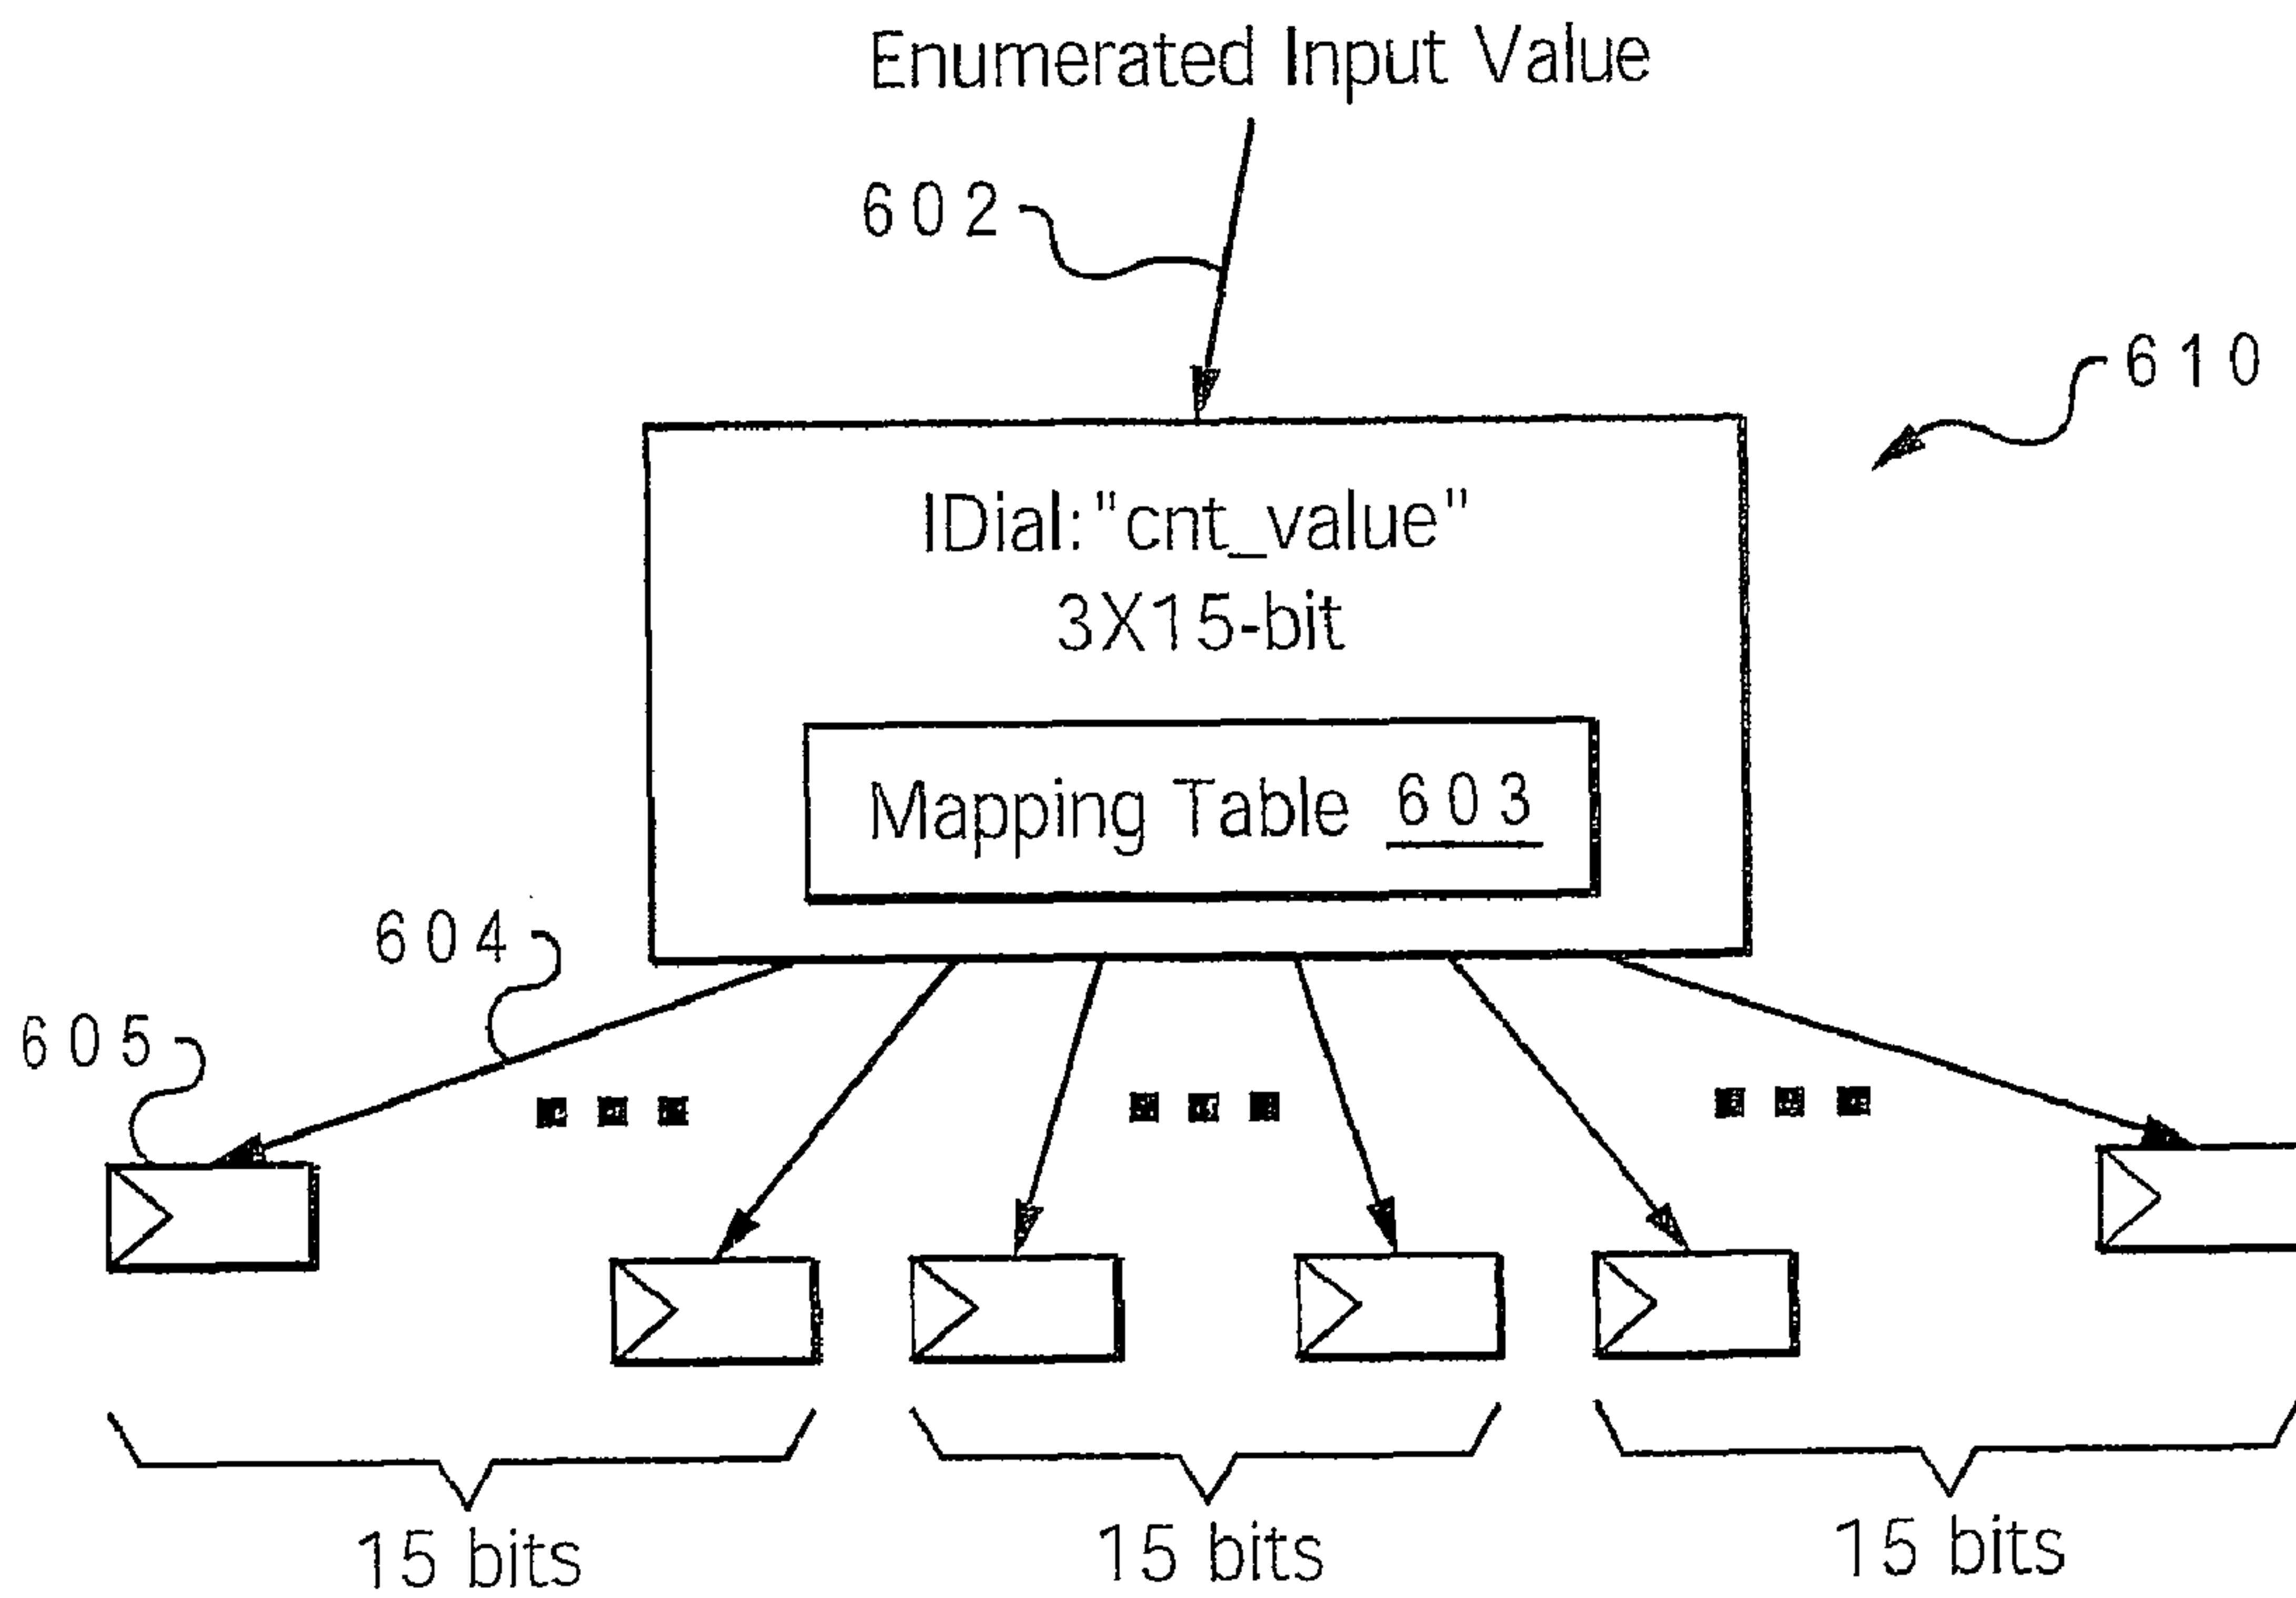 Enumerated Input Value
602
610
IDial:"cnt_value"
3X15-bit
Mapping Table 603
604
605
15 bits
15 bits
15 bits